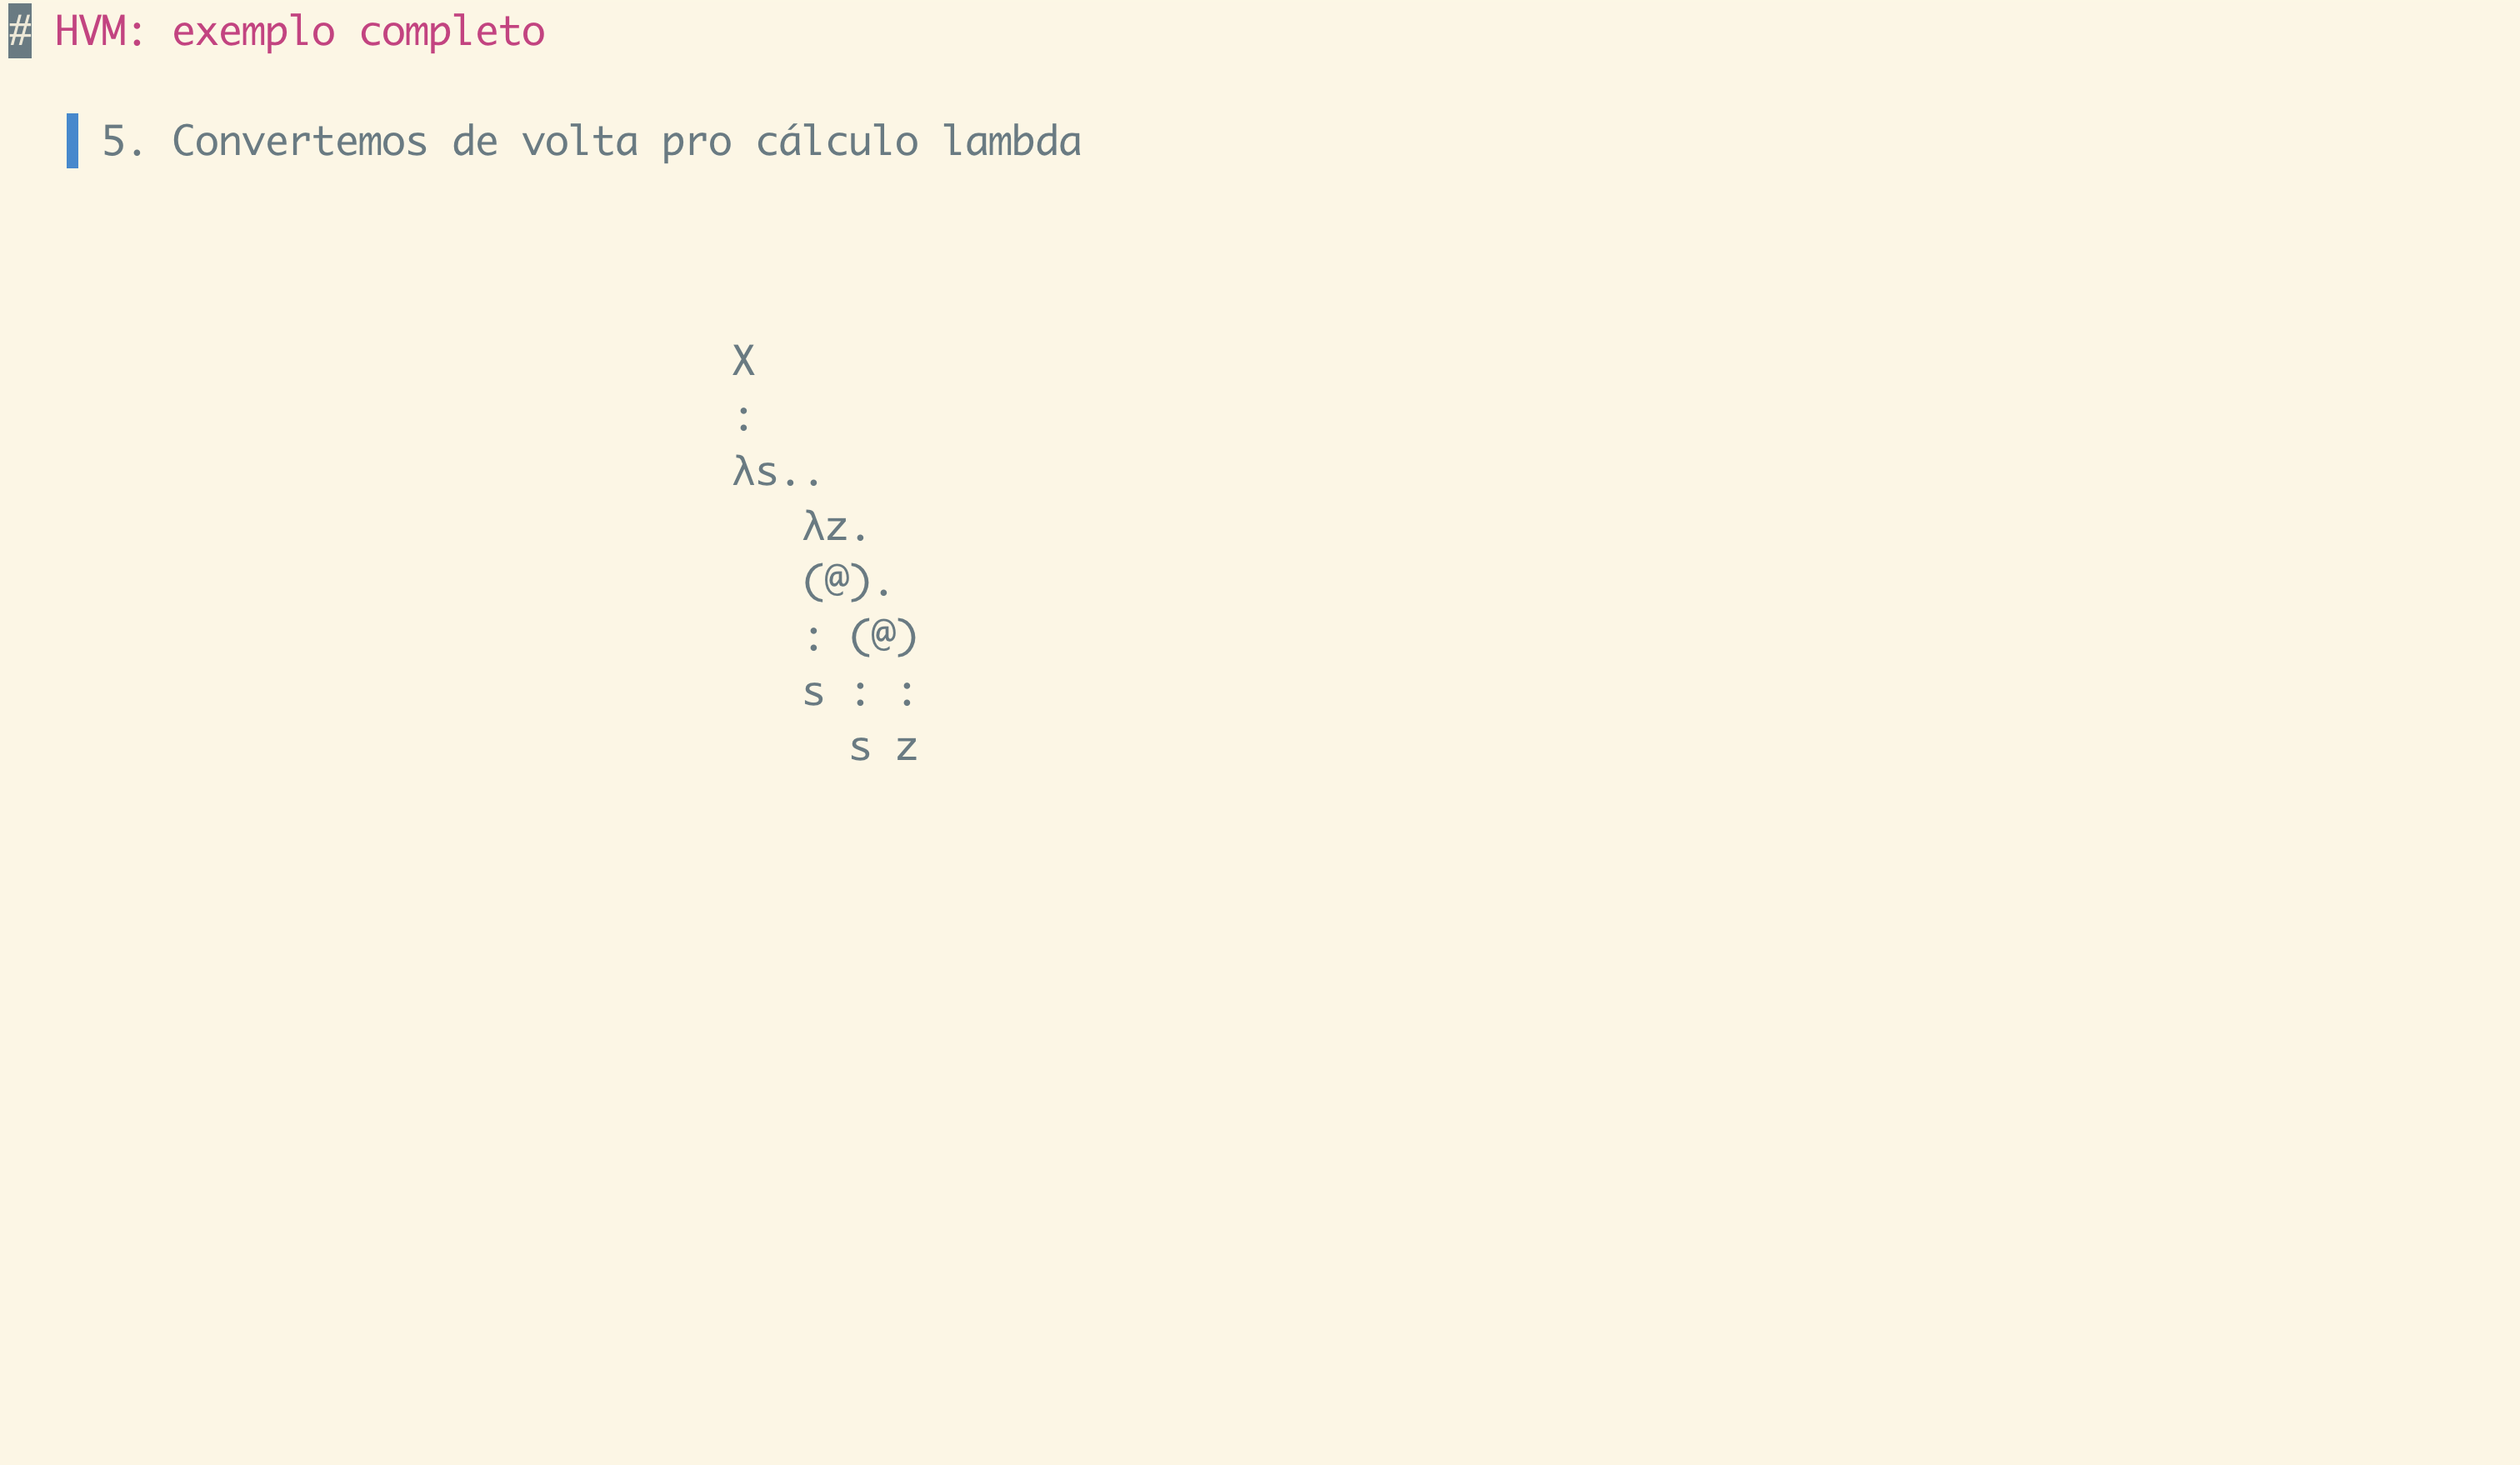 # HVM: exemplo completo
5. Convertemos de volta pro cálculo lambda
X
:
λs..
λz.
(@).
: (@)
s : :
s z